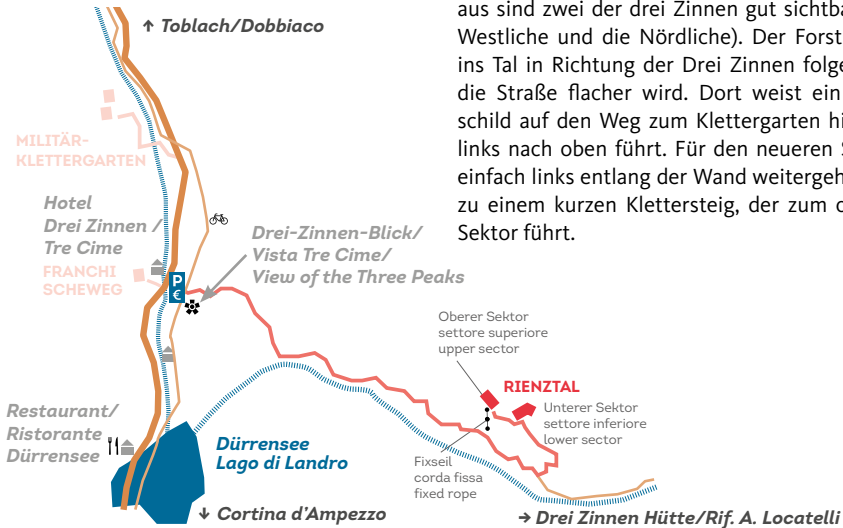 ↑ Toblach/Dobbiaco
aus sind zwei der drei Zinnen gut sichtba
Westliche und die Nördliche). Der Forst
ins Tal in Richtung der Drei Zinnen folge
die Straße flacher wird. Dort weist ein
schild auf den Weg zum Klettergarten hi
links nach oben führt. Für den neueren S
einfach links entlang der Wand weitergeh
zu einem kurzen Klettersteig, der zum o
Sektor führt.
MILITÄR-
KLETTERGARTEN
Hotel
Drei Zinnen /
Tre Cime
FRANCHI
SCHEWEG
P
€
Drei-Zinnen-Blick/
Vista Tre Cime/
View of the Three Peaks
Oberer Sektor
settore superiore
upper sector
RIENZTAL
Unterer Sektor
settore inferiore
lower sector
Fixseil
corda fissa
fixed rope
Restaurant/
Ristorante
Dürrensee
Dürrensee
Lago di Landro
↓ Cortina d'Ampezzo
→ Drei Zinnen Hütte/Rif. A. Locatelli